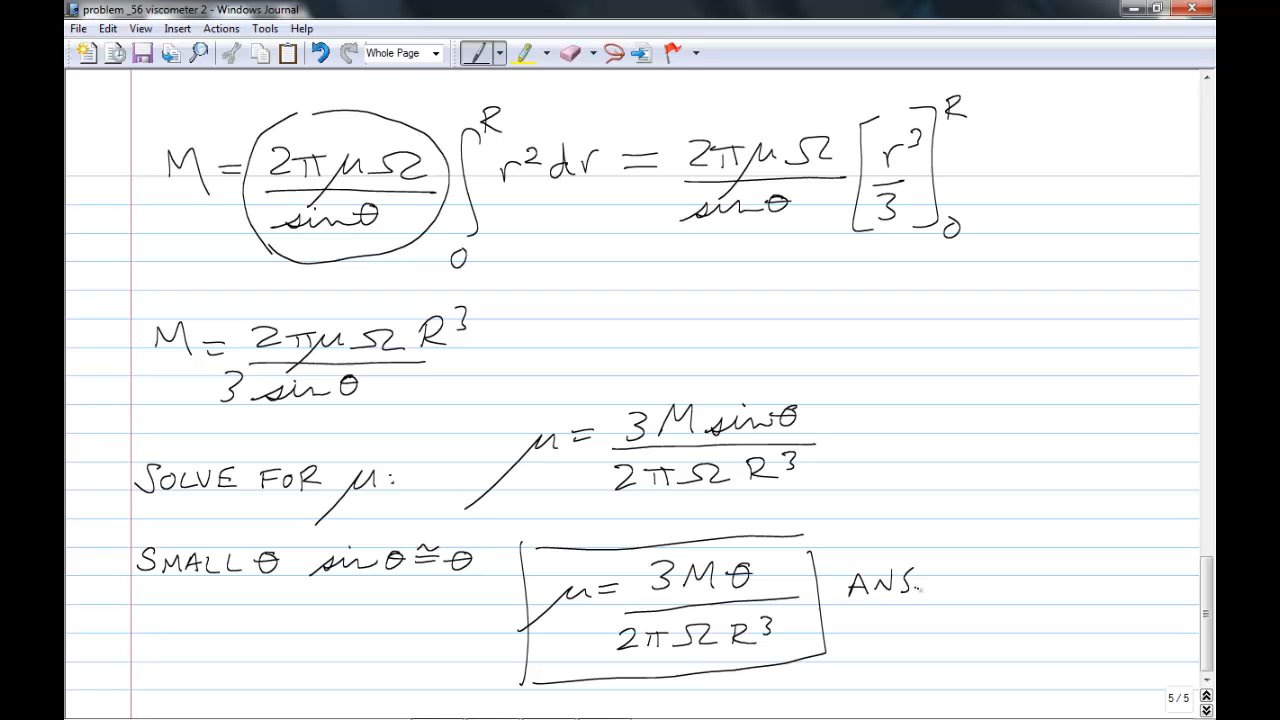 problem _56 viscometer 2 - Windows Journal
File Edit View Insert Actions Tools Help
Whole Page
M = 2πμΩ/sinθ ∫₀ᴿ r² dr = 2πμΩ/sinθ [r³/3]₀ᴿ
M = 2πμΩR³/3 sinθ
μ = 3M sinθ/2πΩR³
SOLVE FOR μ:
SMALL θ sinθ ≅ θ
μ = 3Mθ/2πΩR³ ANS.
5 / 5